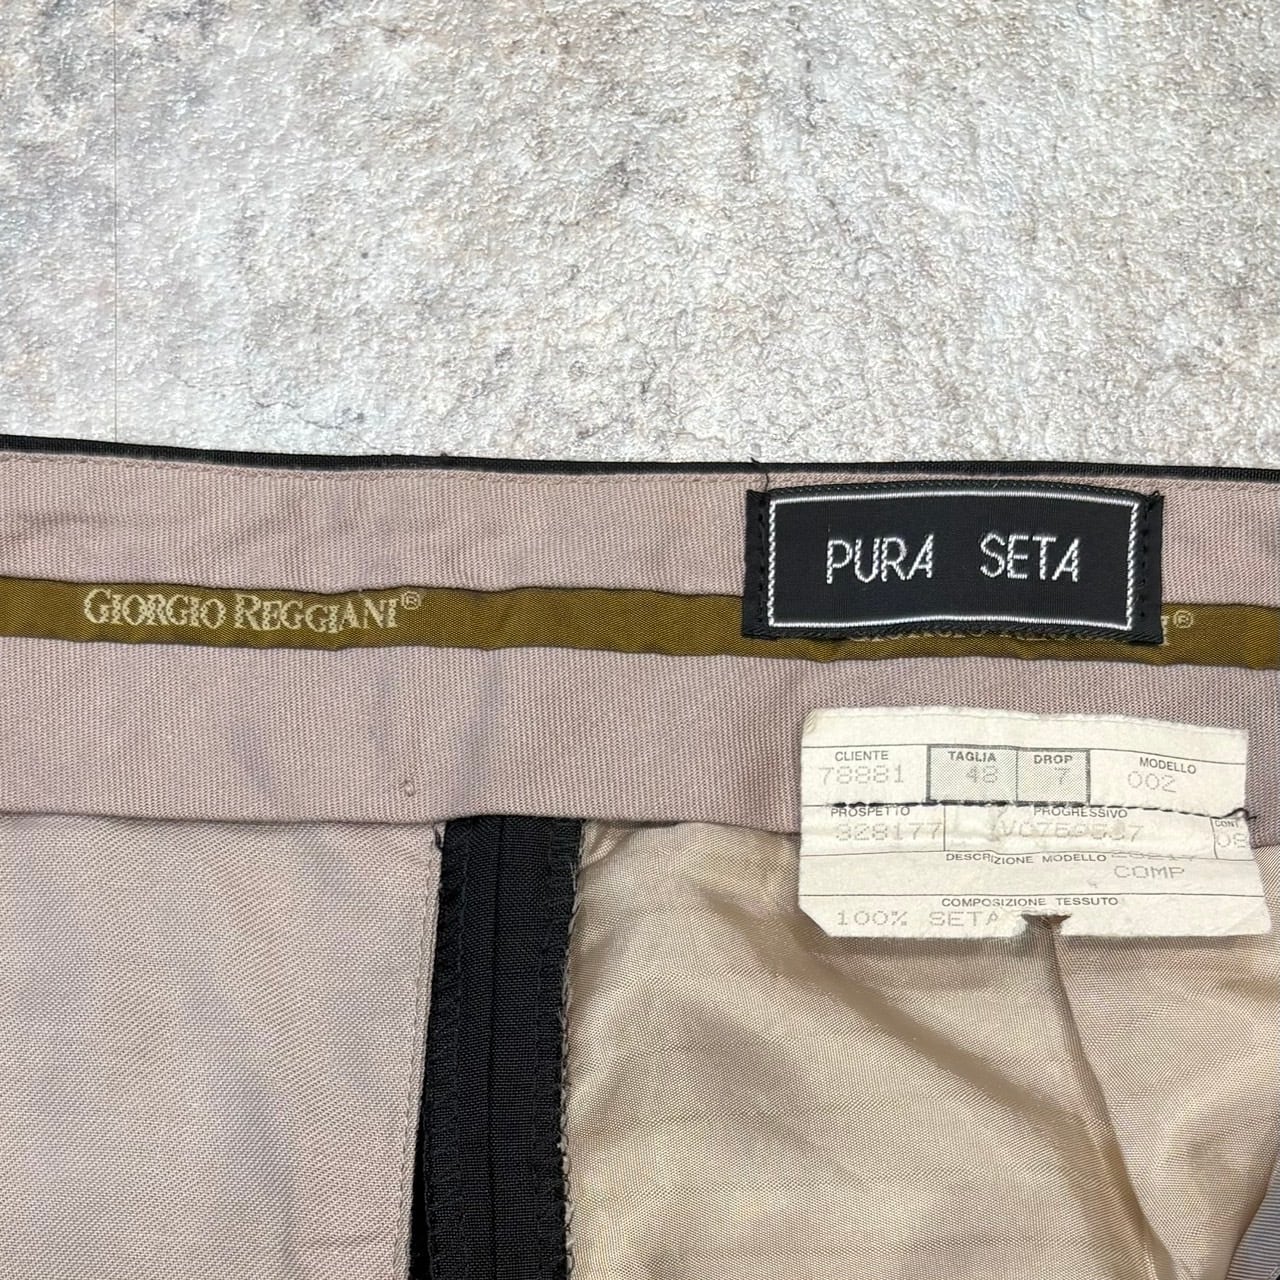 PURA SETA
GIORGIO REGGIANI®
CLIENTE TAGLIA DROP MODELLO
78881 48 7 002
PROSPETTO PROGRESSIVO CONT
328177
DESCRIZIONE MODELLO
COMP
COMPOSIZIONE TESSUTO
100% SETA